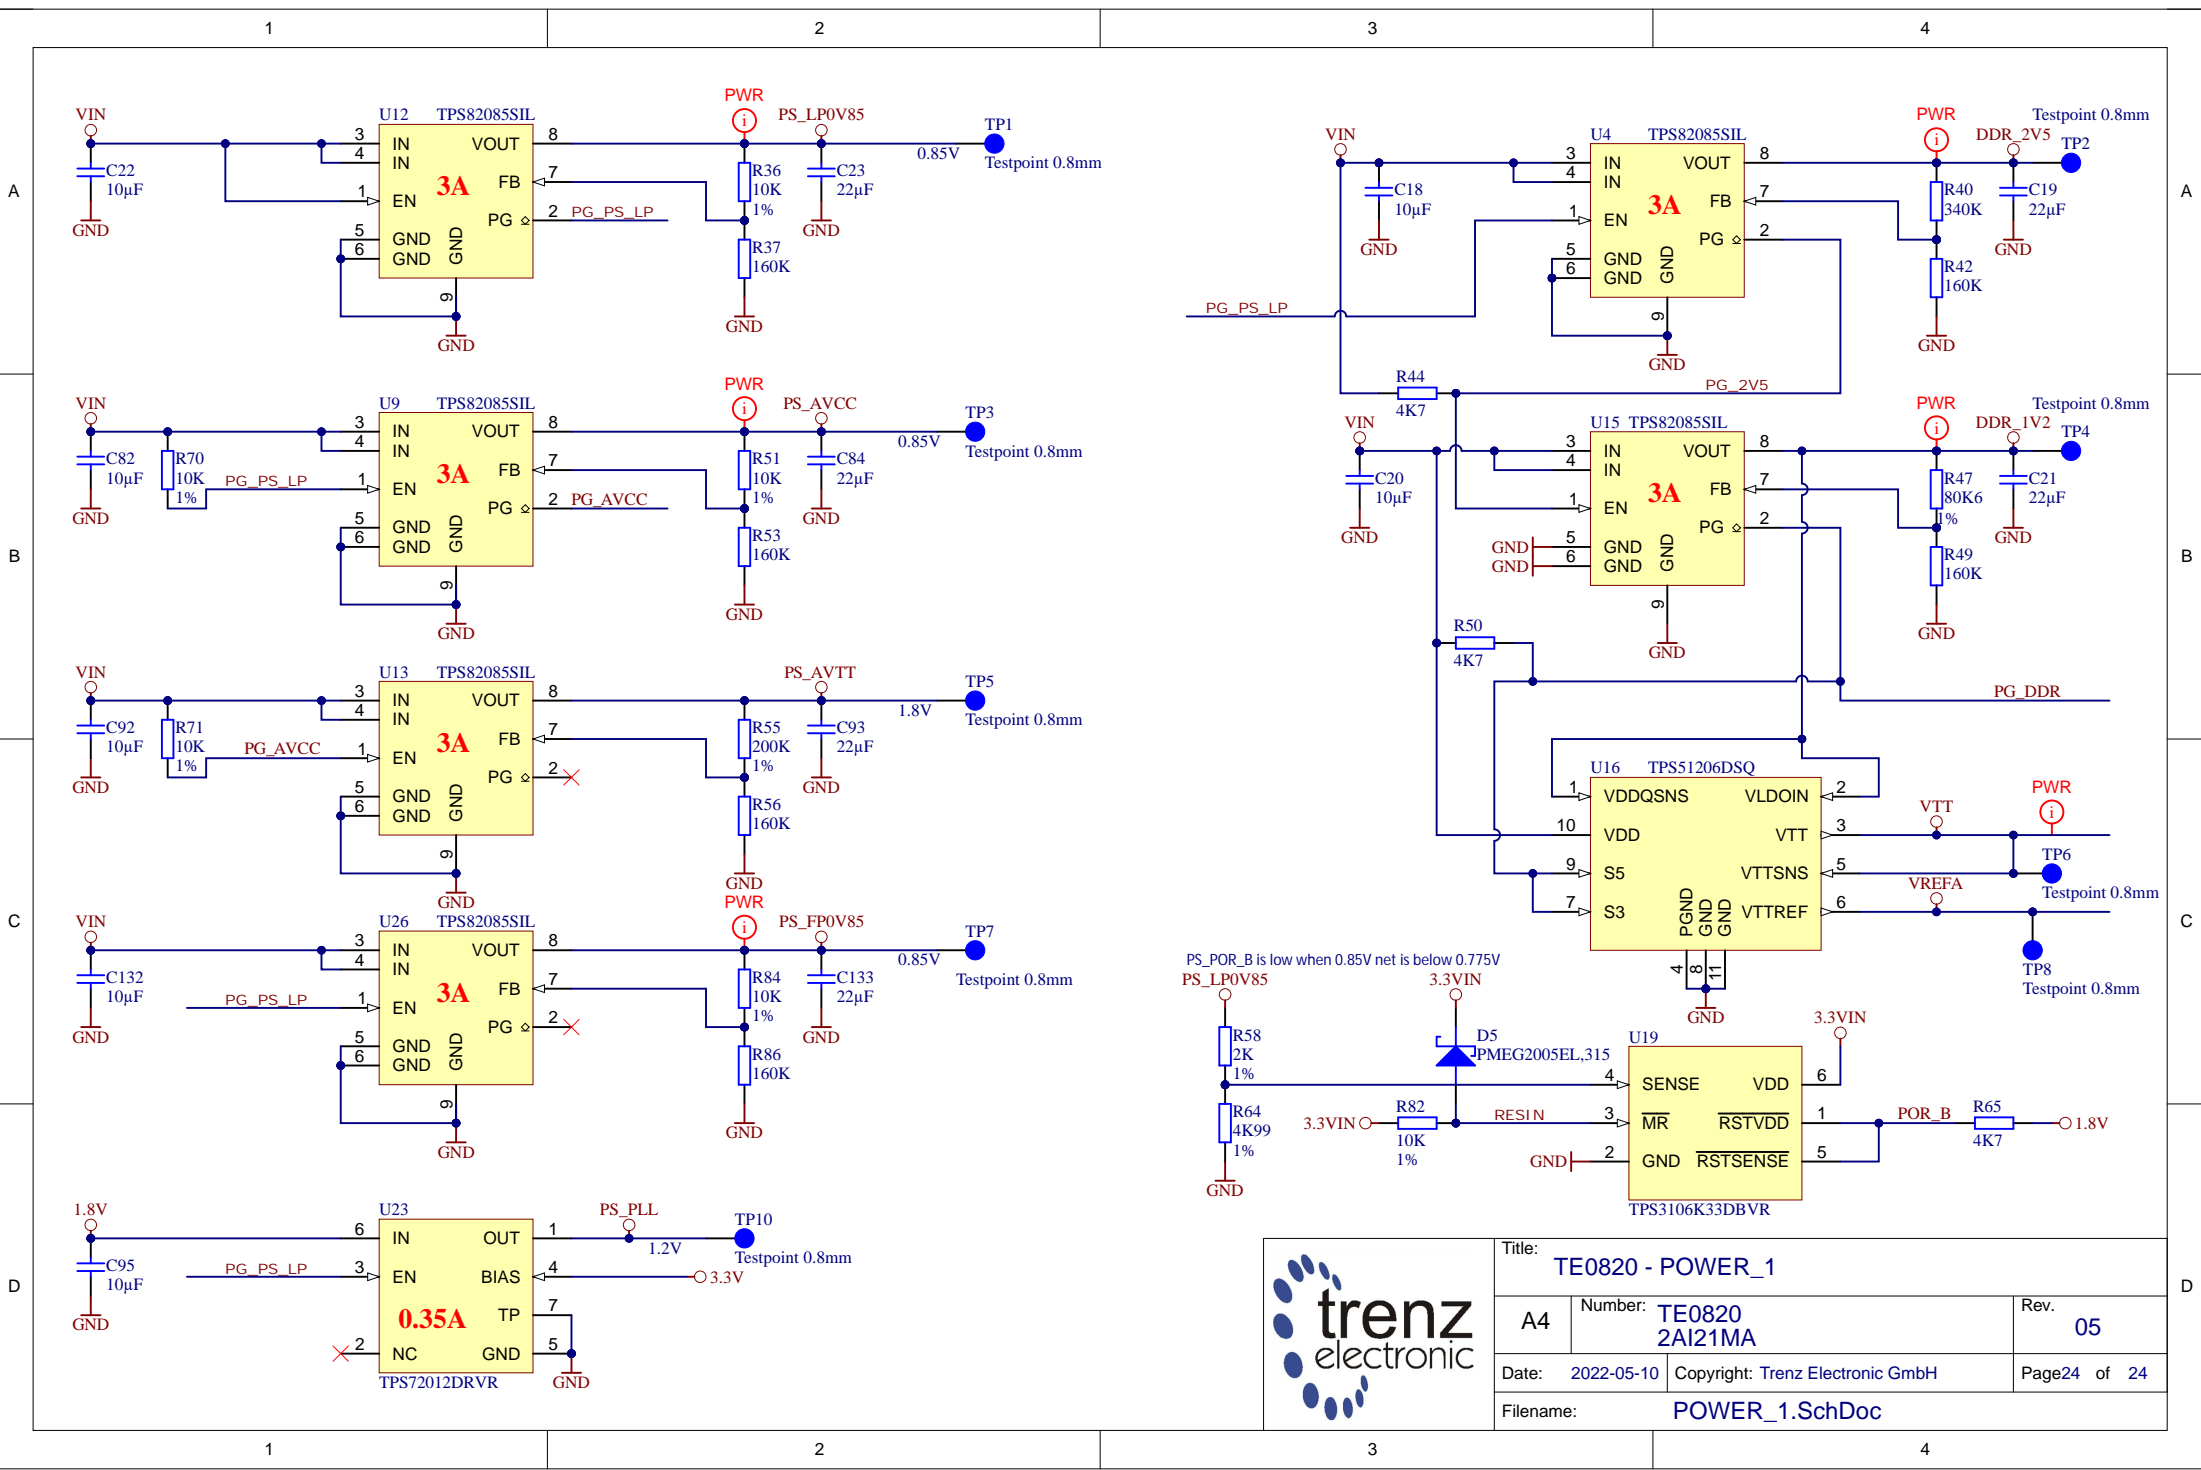 1
2
3
4
A
B
C
D
A
B
C
D
VIN
C22
10µF
GND
U12
TPS82085SIL
3
4
1
5
6
IN
IN
EN
GND
GND
GND
9
3A
VOUT
FB
PG
8
7
2
PG_PS_LP
GND
PWR
i
R36
10K
1%
R37
160K
GND
PS_LP0V85
C23
22µF
GND
0.85V
TP1
Testpoint 0.8mm
VIN
C82
10µF
GND
R70
10K
1%
PG_PS_LP
U9
TPS82085SIL
3
4
1
5
6
IN
IN
EN
GND
GND
GND
9
3A
VOUT
FB
PG
8
7
2
PG_AVCC
GND
PWR
i
R51
10K
1%
R53
160K
GND
PS_AVCC
C84
22µF
GND
0.85V
TP3
Testpoint 0.8mm
VIN
C92
10µF
GND
R71
10K
1%
PG_AVCC
U13
TPS82085SIL
3
4
1
5
6
IN
IN
EN
GND
GND
GND
9
3A
VOUT
FB
PG
8
7
2
GND
R55
200K
1%
R56
160K
GND
PS_AVTT
C93
22µF
GND
1.8V
TP5
Testpoint 0.8mm
VIN
C132
10µF
GND
PG_PS_LP
U26
TPS82085SIL
3
4
1
5
6
IN
IN
EN
GND
GND
GND
9
3A
VOUT
FB
PG
8
7
2
GND
PWR
i
R84
10K
1%
R86
160K
GND
PS_FP0V85
C133
22µF
GND
0.85V
TP7
Testpoint 0.8mm
1.8V
C95
10µF
GND
PG_PS_LP
U23
6
3
2
IN
EN
NC
0.35A
OUT
BIAS
TP
GND
1
4
7
5
TPS72012DRVR
GND
PS_PLL
1.2V
3.3V
TP10
Testpoint 0.8mm
VIN
C18
10µF
GND
PG_PS_LP
U4
TPS82085SIL
3
4
1
5
6
IN
IN
EN
GND
GND
GND
9
3A
VOUT
FB
PG
8
7
2
GND
PWR
i
R40
340K
R42
160K
GND
DDR_2V5
C19
22µF
GND
Testpoint 0.8mm
TP2
R44
4K7
PG_2V5
VIN
C20
10µF
GND
U15 TPS82085SIL
3
4
1
5
6
IN
IN
EN
GND
GND
GND
GND
GND
9
3A
VOUT
FB
PG
8
7
2
GND
PWR
i
R47
80K6
1%
R49
160K
GND
DDR_1V2
C21
22µF
GND
Testpoint 0.8mm
TP4
R50
4K7
PG_DDR
U16
TPS51206DSQ
1
10
9
7
VDDQSNS
VDD
S5
S3
VLDOIN
VTT
VTTSNS
VTTREF
2
3
5
6
PGND
GND
GND
4
8
11
GND
VTT
PWR
i
TP6
Testpoint 0.8mm
VREFA
TP8
Testpoint 0.8mm
PS_POR_B is low when 0.85V net is below 0.775V
PS_LP0V85
R58
2K
1%
R64
4K99
1%
GND
3.3VIN
D5
PMEG2005EL,315
3.3VIN
R82
10K
1%
RESIN
GND
U19
4
3
2
SENSE
MR
GND
VDD
RSTVDD
RSTSENSE
6
1
5
TPS3106K33DBVR
3.3VIN
POR_B
R65
4K7
1.8V
trenz
electronic
Title:
TE0820 - POWER_1
A4
Number:
TE0820
2AI21MA
Rev.
05
Date: 2022-05-10
Copyright: Trenz Electronic GmbH
Page24 of 24
Filename:
POWER_1.SchDoc
1
2
3
4